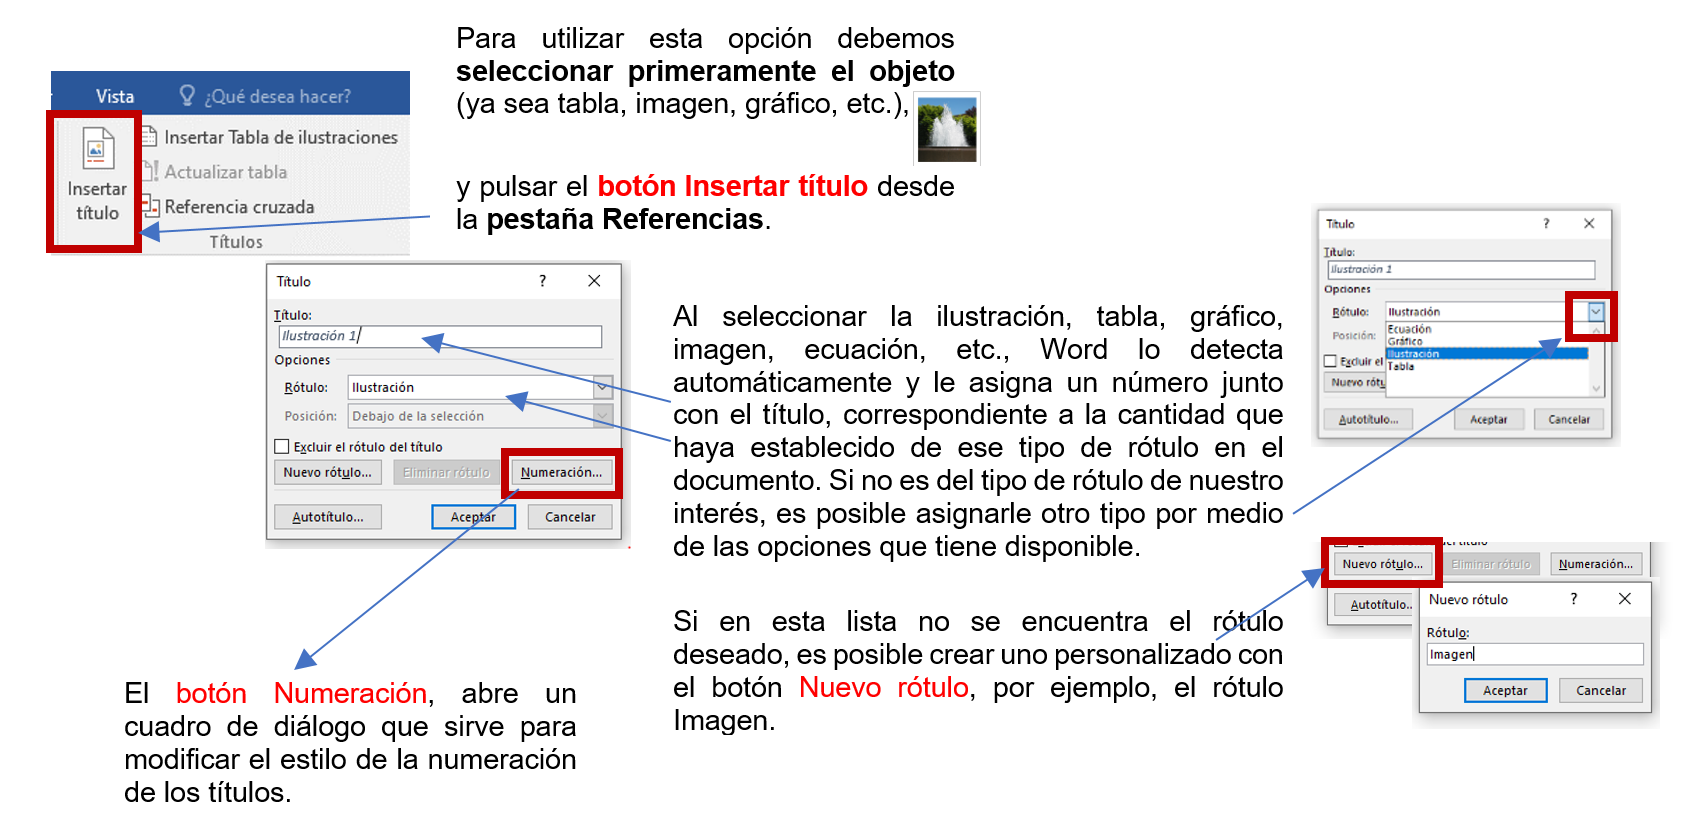 Para utilizar esta opción debemos
seleccionar primeramente el objeto
(ya sea tabla, imagen, gráfico, etc.),
y pulsar el botón Insertar título desde
la pestaña Referencias.
Vista
¿Qué desea hacer?
Insertar
título
Insertar Tabla de ilustraciones
Actualizar tabla
Referencia cruzada
Títulos
Título
?
Título:
Ilustración 1
Opciones
Rótulo:
Ilustración
Posición:
Debajo de la selección
Excluir el rótulo del título
Nuevo rótulo...
Eliminar rótulo
Numeración...
Autotítulo...
Aceptar
Cancelar
Al seleccionar la ilustración, tabla, gráfico,
imagen, ecuación, etc., Word lo detecta
automáticamente y le asigna un número junto
con el título, correspondiente a la cantidad que
haya establecido de ese tipo de rótulo en el
documento. Si no es del tipo de rótulo de nuestro
interés, es posible asignarle otro tipo por medio
de las opciones que tiene disponible.
Título
?
Título:
Ilustración 1
Opciones
Rótulo:
Ilustración
Posición:
Ecuación
Gráfico
Ilustración
Tabla
Excluir el
Nuevo rótu
Autotítulo...
Aceptar
Cancelar
Si en esta lista no se encuentra el rótulo
deseado, es posible crear uno personalizado con
el botón Nuevo rótulo, por ejemplo, el rótulo
Imagen.
Nuevo rótulo...
Eliminar rótulo
Numeración...
Autotítulo..
Nuevo rótulo
?
Rótulo:
Imagen
Aceptar
Cancelar
El botón Numeración, abre un
cuadro de diálogo que sirve para
modificar el estilo de la numeración
de los títulos.